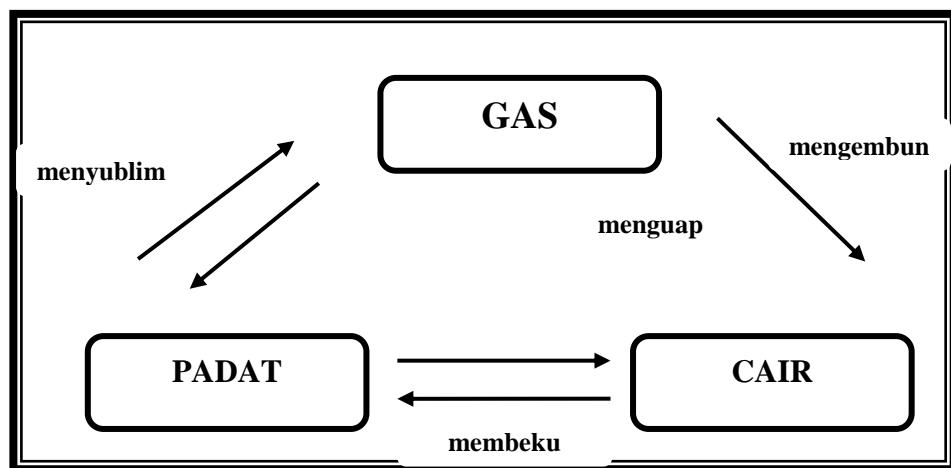 GAS
mengembun
menyublim
menguap
PADAT
CAIR
membeku